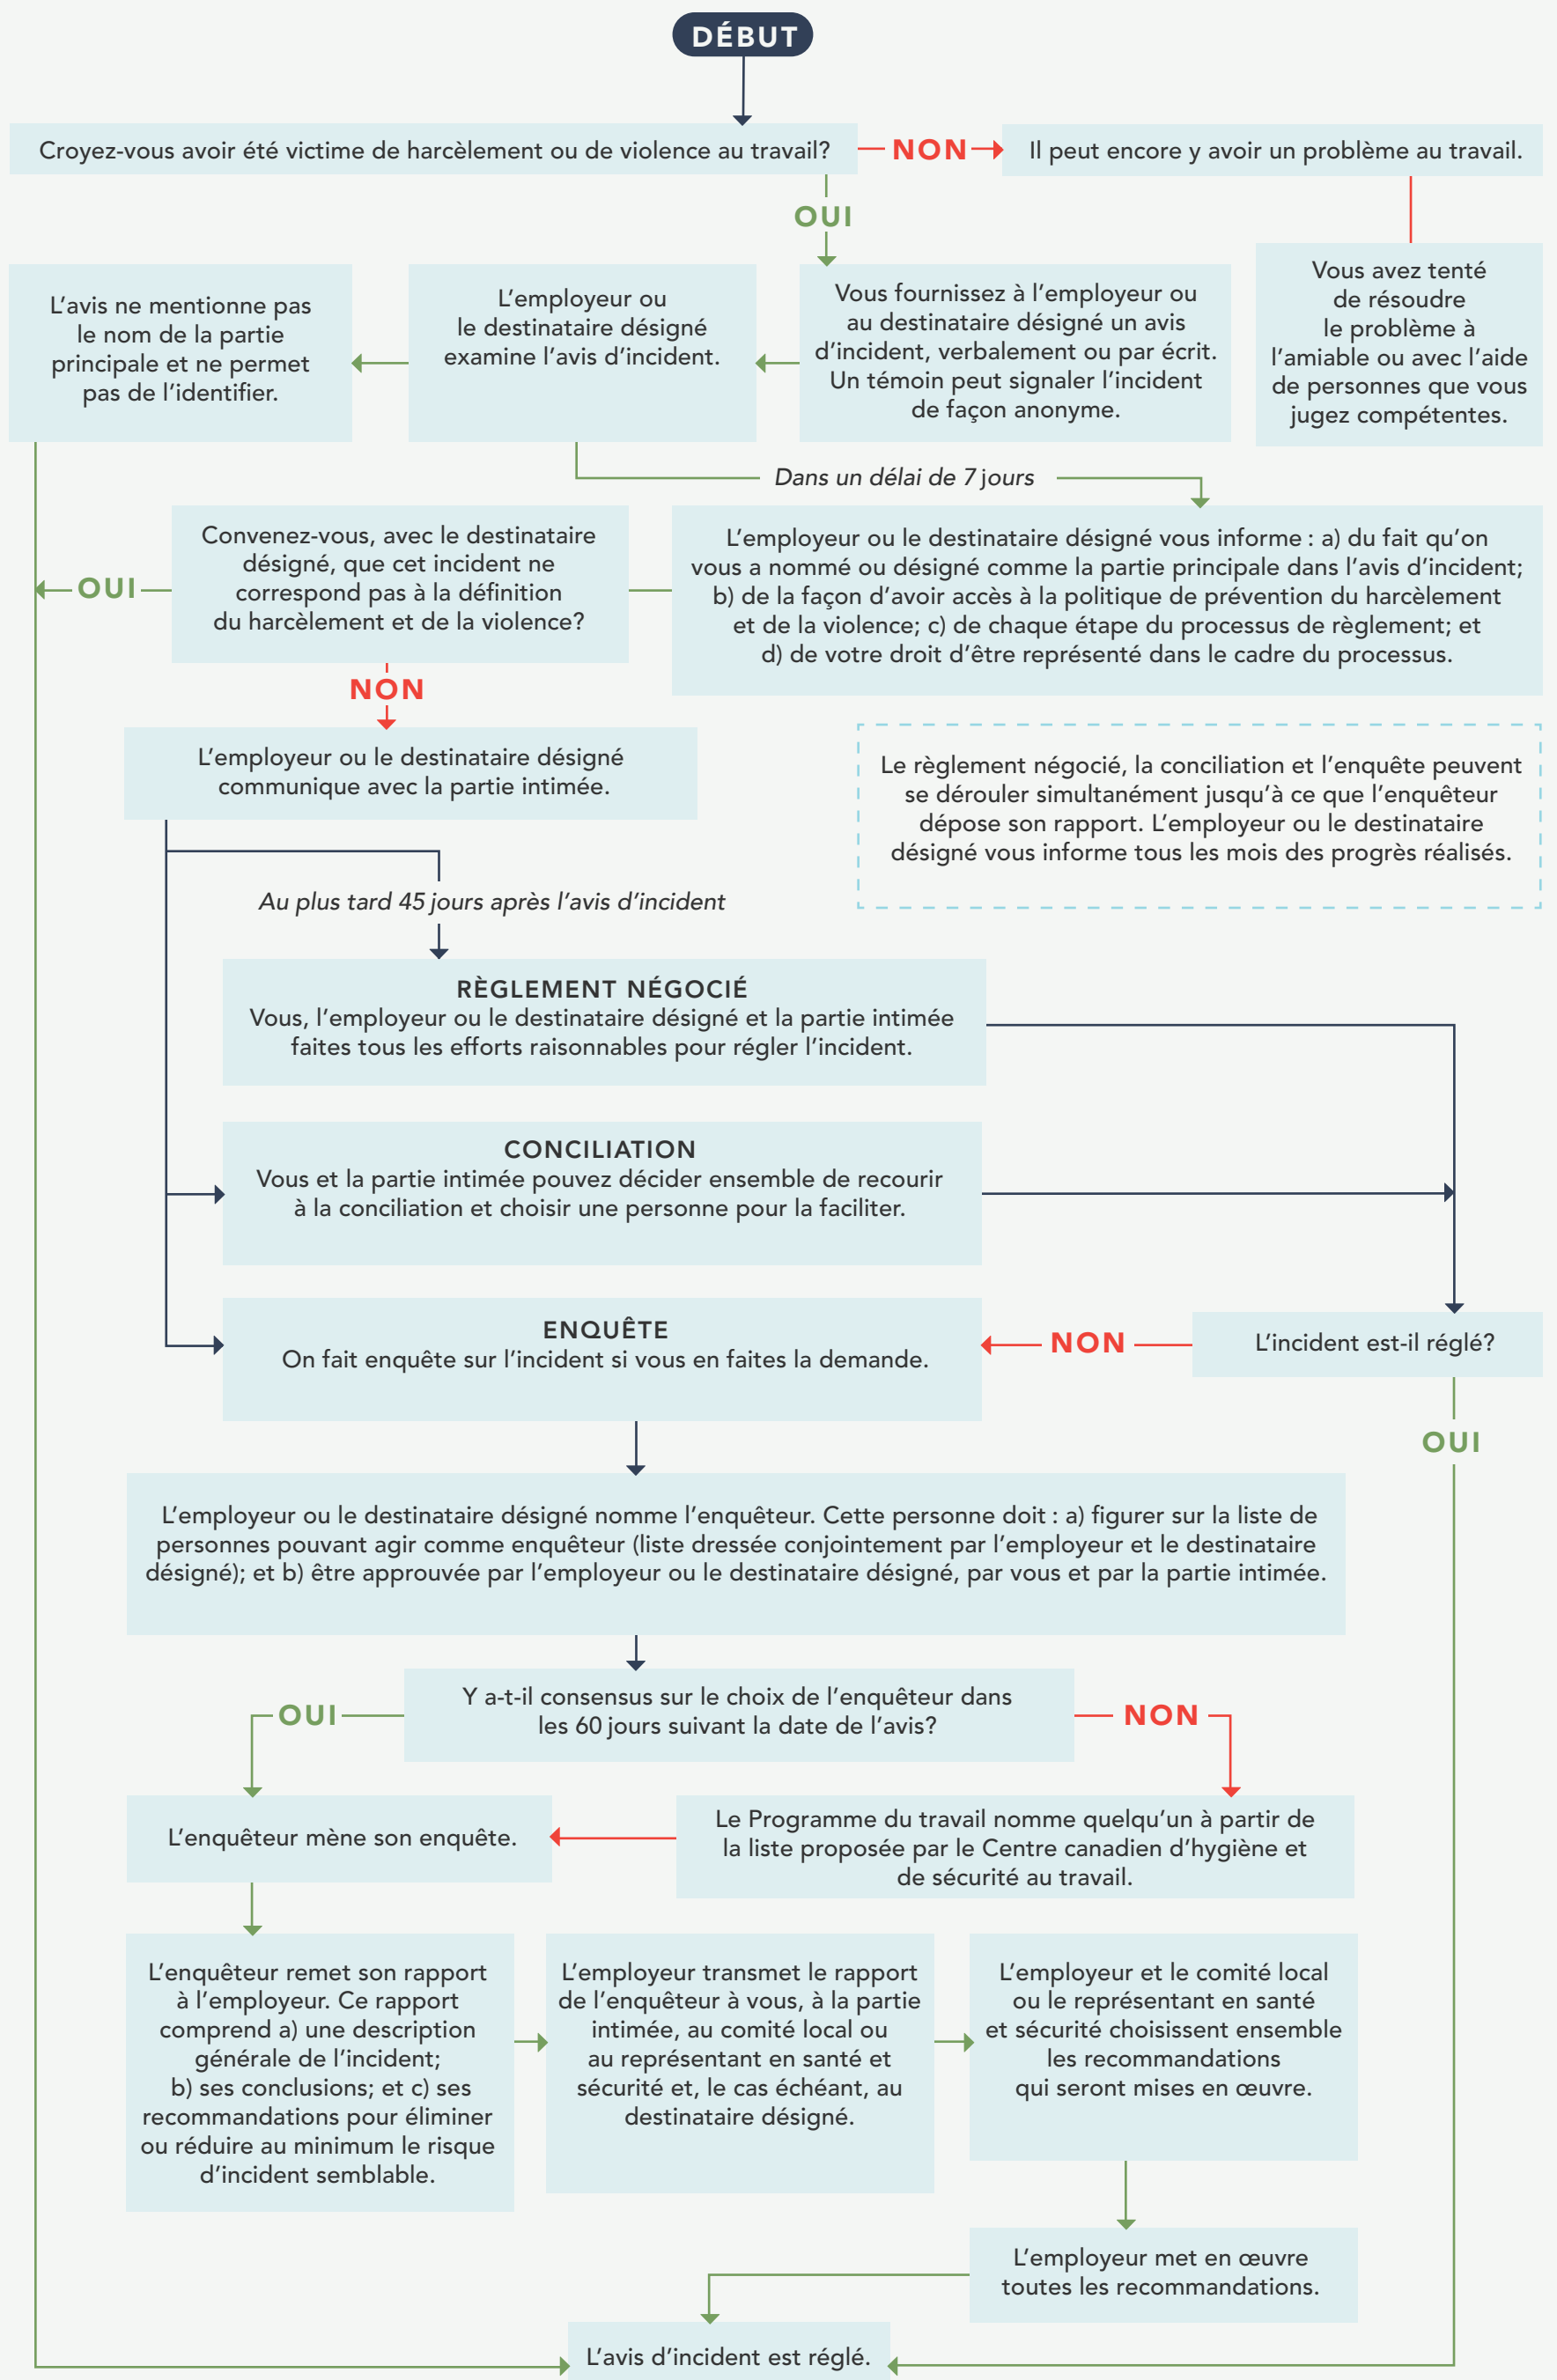 DÉBUT
Croyez-vous avoir été victime de harcèlement ou de violence au travail?
NON
Il peut encore y avoir un problème au travail.
OUI
Vous avez tenté
de résoudre
le problème à
l’amiable ou avec l’aide
de personnes que vous
jugez compétentes.
Vous fournissez à l’employeur ou
au destinataire désigné un avis
d’incident, verbalement ou par écrit.
Un témoin peut signaler l’incident
de façon anonyme.
L’employeur ou
le destinataire désigné
examine l’avis d’incident.
L’avis ne mentionne pas
le nom de la partie
principale et ne permet
pas de l’identifier.
Dans un délai de 7 jours
L’employeur ou le destinataire désigné vous informe : a) du fait qu’on
vous a nommé ou désigné comme la partie principale dans l’avis d’incident;
b) de la façon d’avoir accès à la politique de prévention du harcèlement
et de la violence; c) de chaque étape du processus de règlement; et
d) de votre droit d’être représenté dans le cadre du processus.
Convenez-vous, avec le destinataire
désigné, que cet incident ne
correspond pas à la définition
du harcèlement et de la violence?
OUI
NON
L’employeur ou le destinataire désigné
communique avec la partie intimée.
Le règlement négocié, la conciliation et l’enquête peuvent
se dérouler simultanément jusqu’à ce que l’enquêteur
dépose son rapport. L’employeur ou le destinataire
désigné vous informe tous les mois des progrès réalisés.
Au plus tard 45 jours après l’avis d’incident
RÈGLEMENT NÉGOCIÉ
Vous, l’employeur ou le destinataire désigné et la partie intimée
faites tous les efforts raisonnables pour régler l’incident.
CONCILIATION
Vous et la partie intimée pouvez décider ensemble de recourir
à la conciliation et choisir une personne pour la faciliter.
ENQUÊTE
On fait enquête sur l’incident si vous en faites la demande.
NON
L’incident est-il réglé?
OUI
L’employeur ou le destinataire désigné nomme l’enquêteur. Cette personne doit : a) figurer sur la liste de
personnes pouvant agir comme enquêteur (liste dressée conjointement par l’employeur et le destinataire
désigné); et b) être approuvée par l’employeur ou le destinataire désigné, par vous et par la partie intimée.
Y a-t-il consensus sur le choix de l’enquêteur dans
les 60 jours suivant la date de l’avis?
OUI
NON
L’enquêteur mène son enquête.
Le Programme du travail nomme quelqu’un à partir de
la liste proposée par le Centre canadien d’hygiène et
de sécurité au travail.
L’enquêteur remet son rapport
à l’employeur. Ce rapport
comprend a) une description
générale de l’incident;
b) ses conclusions; et c) ses
recommandations pour éliminer
ou réduire au minimum le risque
d’incident semblable.
L’employeur transmet le rapport
de l’enquêteur à vous, à la partie
intimée, au comité local ou
au représentant en santé et
sécurité et, le cas échéant, au
destinataire désigné.
L’employeur et le comité local
ou le représentant en santé
et sécurité choisissent ensemble
les recommandations
qui seront mises en œuvre.
L’employeur met en œuvre
toutes les recommandations.
L’avis d’incident est réglé.